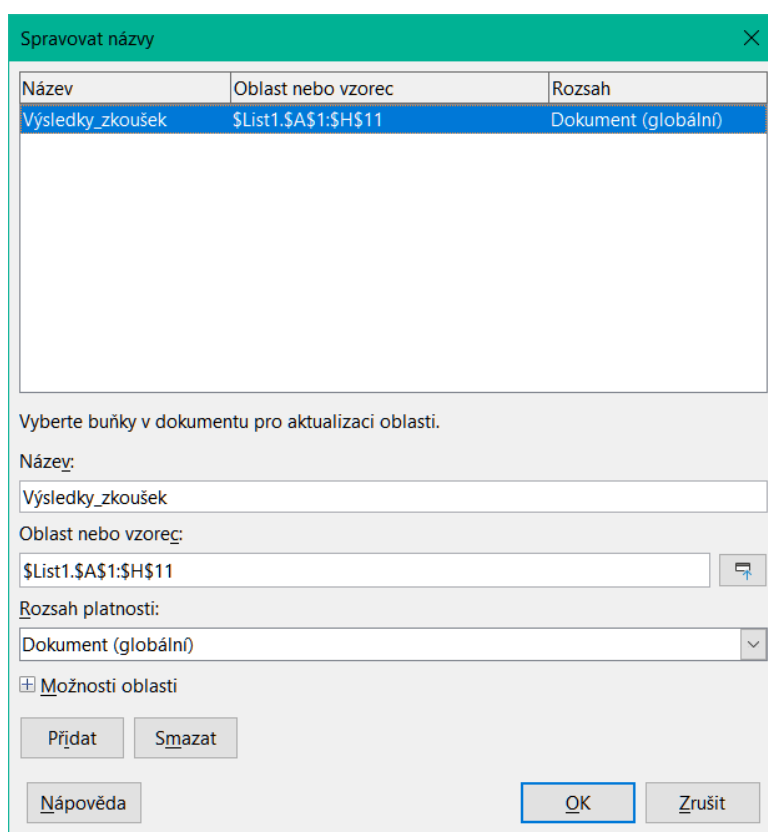 Spravovat názvy
Název Oblast nebo vzorec Rozsah
Výsledky_zkoušek $List1.$A$1:$H$11 Dokument (globální)
Vyberte buňky v dokumentu pro aktualizaci oblasti.
Název:
Výsledky_zkoušek
Oblast nebo vzorec:
$List1.$A$1:$H$11
Rozsah platnosti:
Dokument (globální)
Možnosti oblasti
Přidat Smazat
Nápověda OK Zrušit